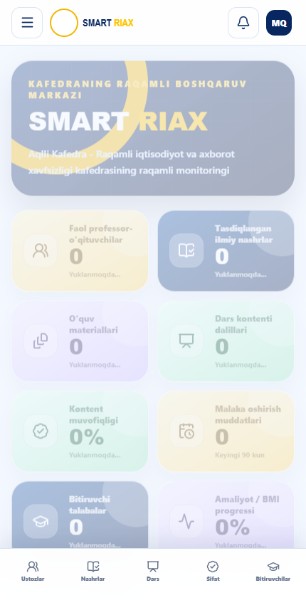 SMART RIAX
MQ
KAFEDRANING RAQAMLI BOSHQARUV
MARKAZI
SMART RIAX
Aqlli Kafedra - Raqamli iqtisodiyot va axborot
xavfsizligi kafedrasining raqamli monitoringi
Faol professor-
o'qituvchilar
0
Yuklanmoqda...
Tasdiqlangan
ilmiy nashrlar
0
Yuklanmoqda...
O'quv
materiallari
0
Yuklanmoqda...
Dars kontenti
dalillari
0
Yuklanmoqda...
Kontent
muvofiqligi
0%
Yuklanmoqda...
Malaka oshirish
muddatlari
0
Keyingi 90 kun
Bitiruvchi
talabalar
0
Amaliyot / BMI
progressi
0%
Ustozlar
Nashrlar
Dars
Sifat
Bitiruvchilar